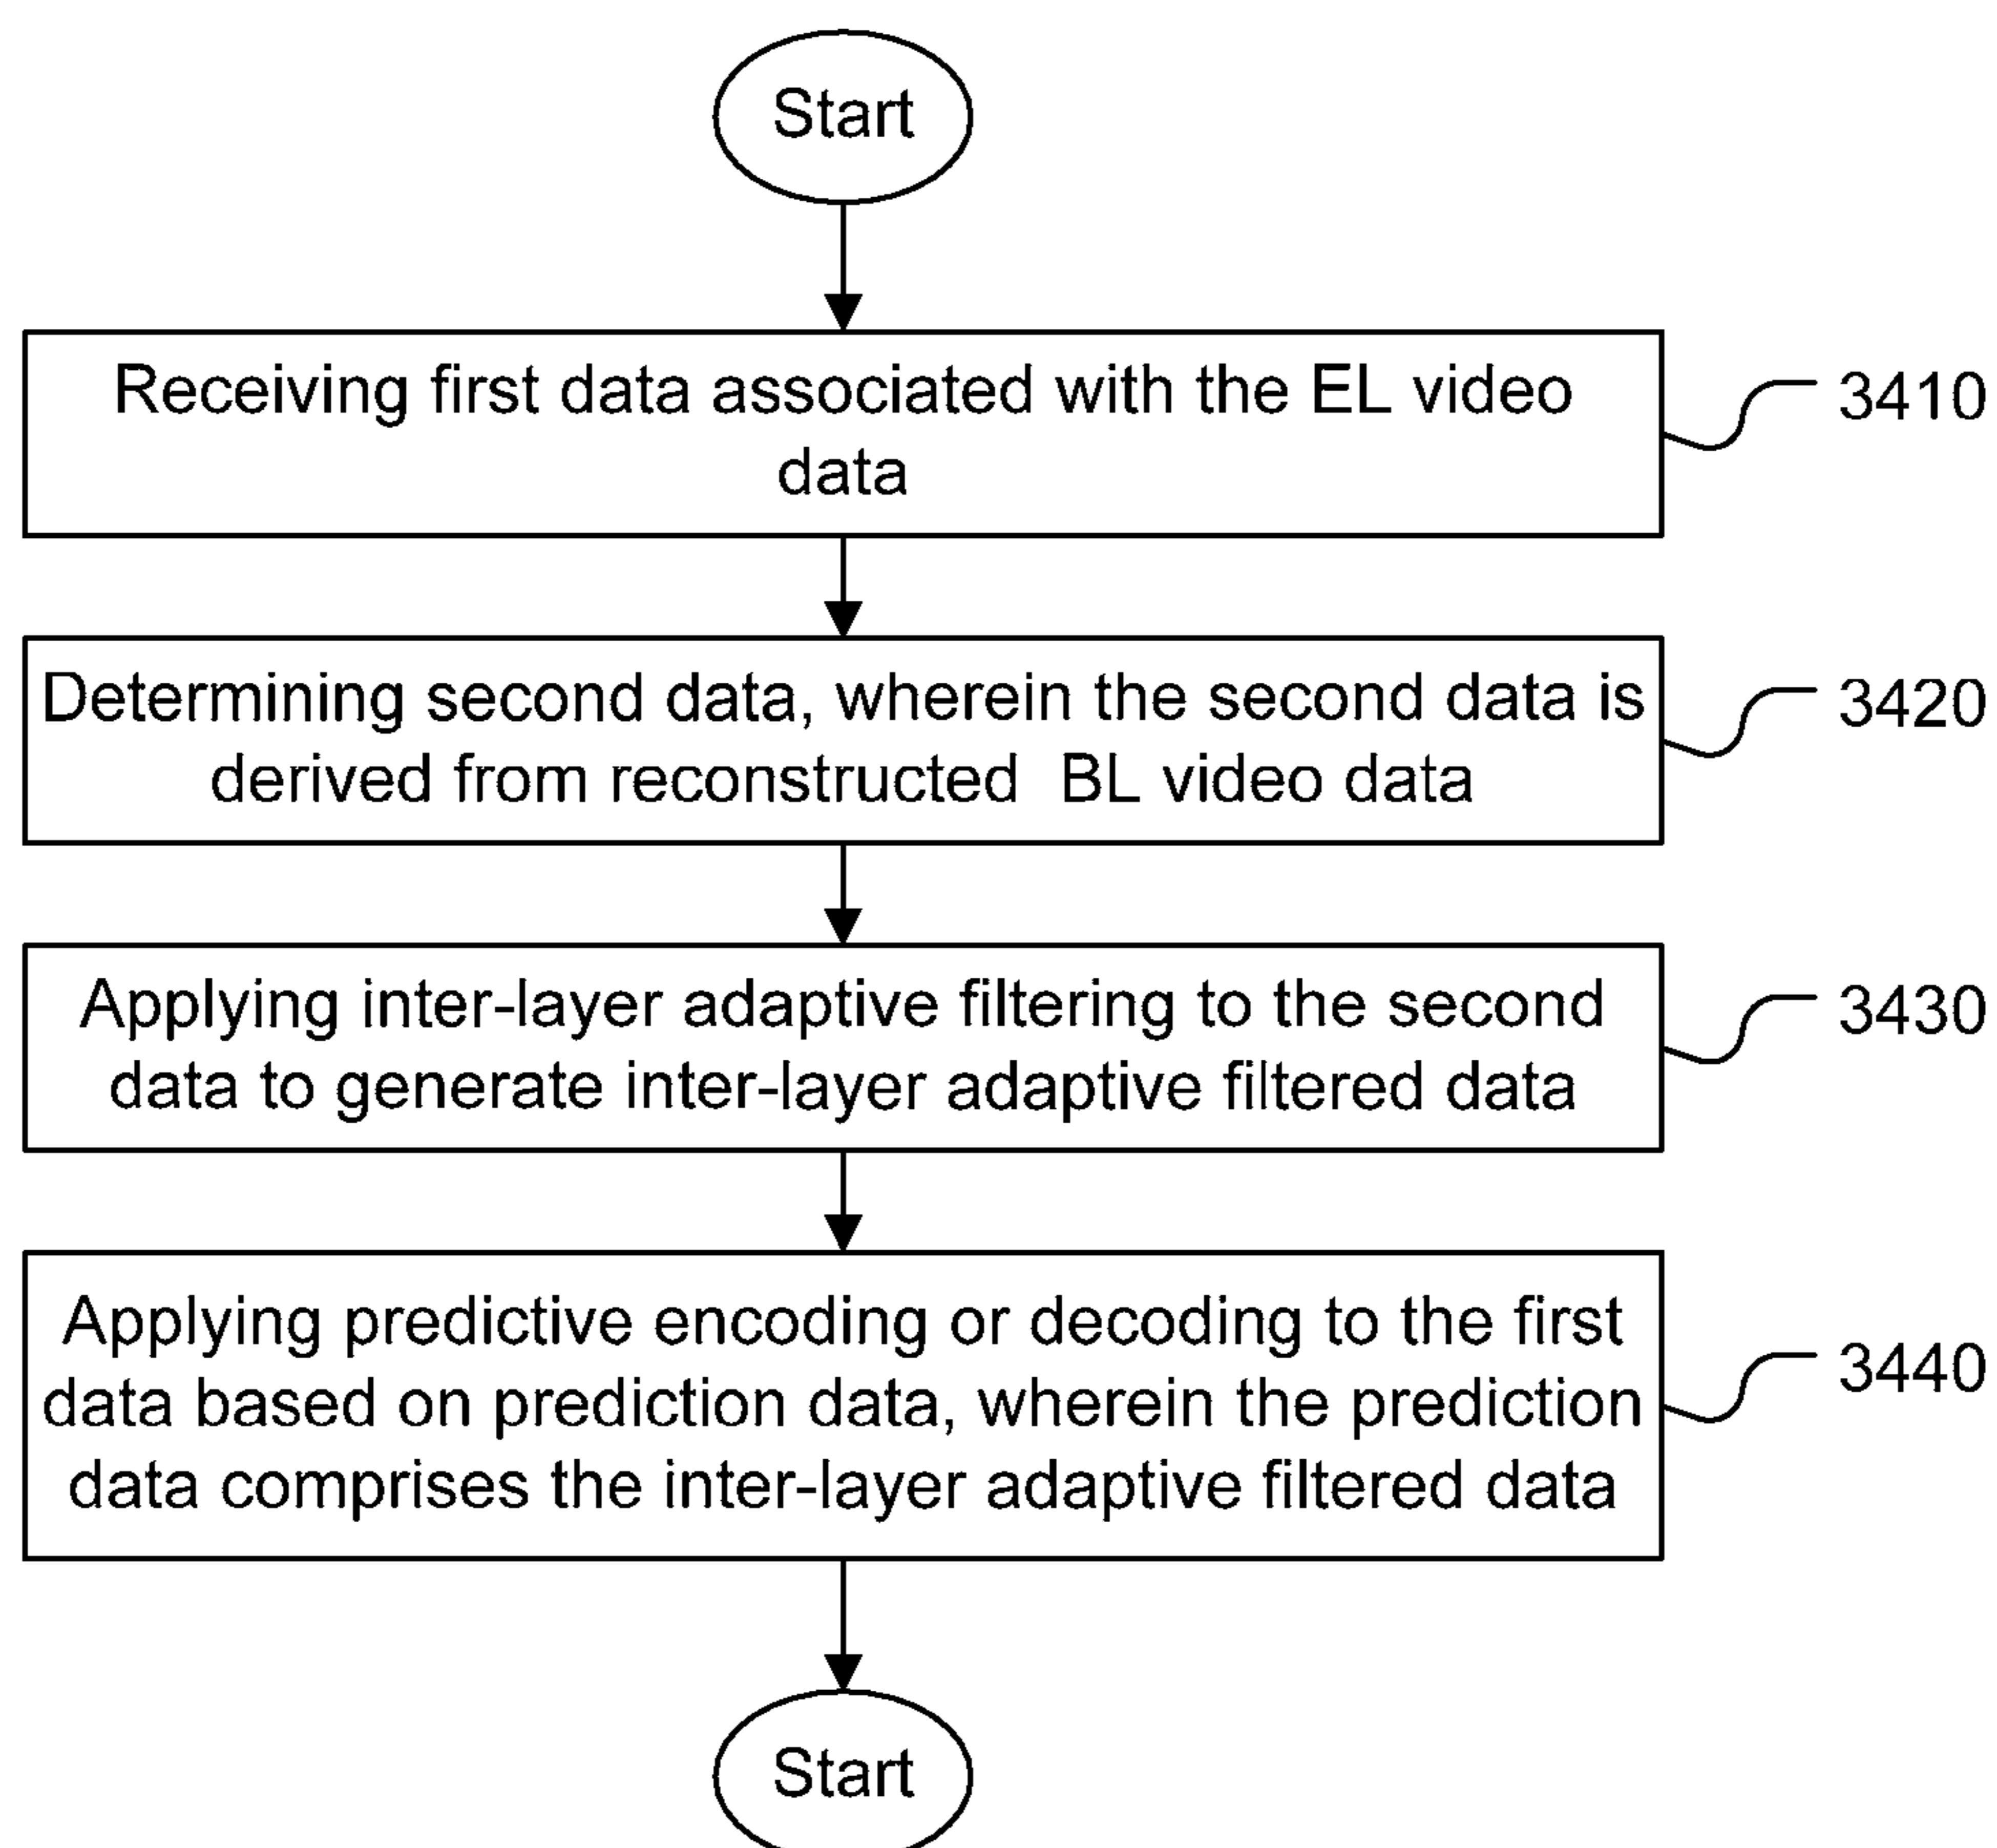 Start
Receiving first data associated with the EL video
data
3410
Determining second data, wherein the second data is
derived from reconstructed BL video data
3420
Applying inter-layer adaptive filtering to the second
data to generate inter-layer adaptive filtered data
3430
Applying predictive encoding or decoding to the first
data based on prediction data, wherein the prediction
data comprises the inter-layer adaptive filtered data
3440
Start